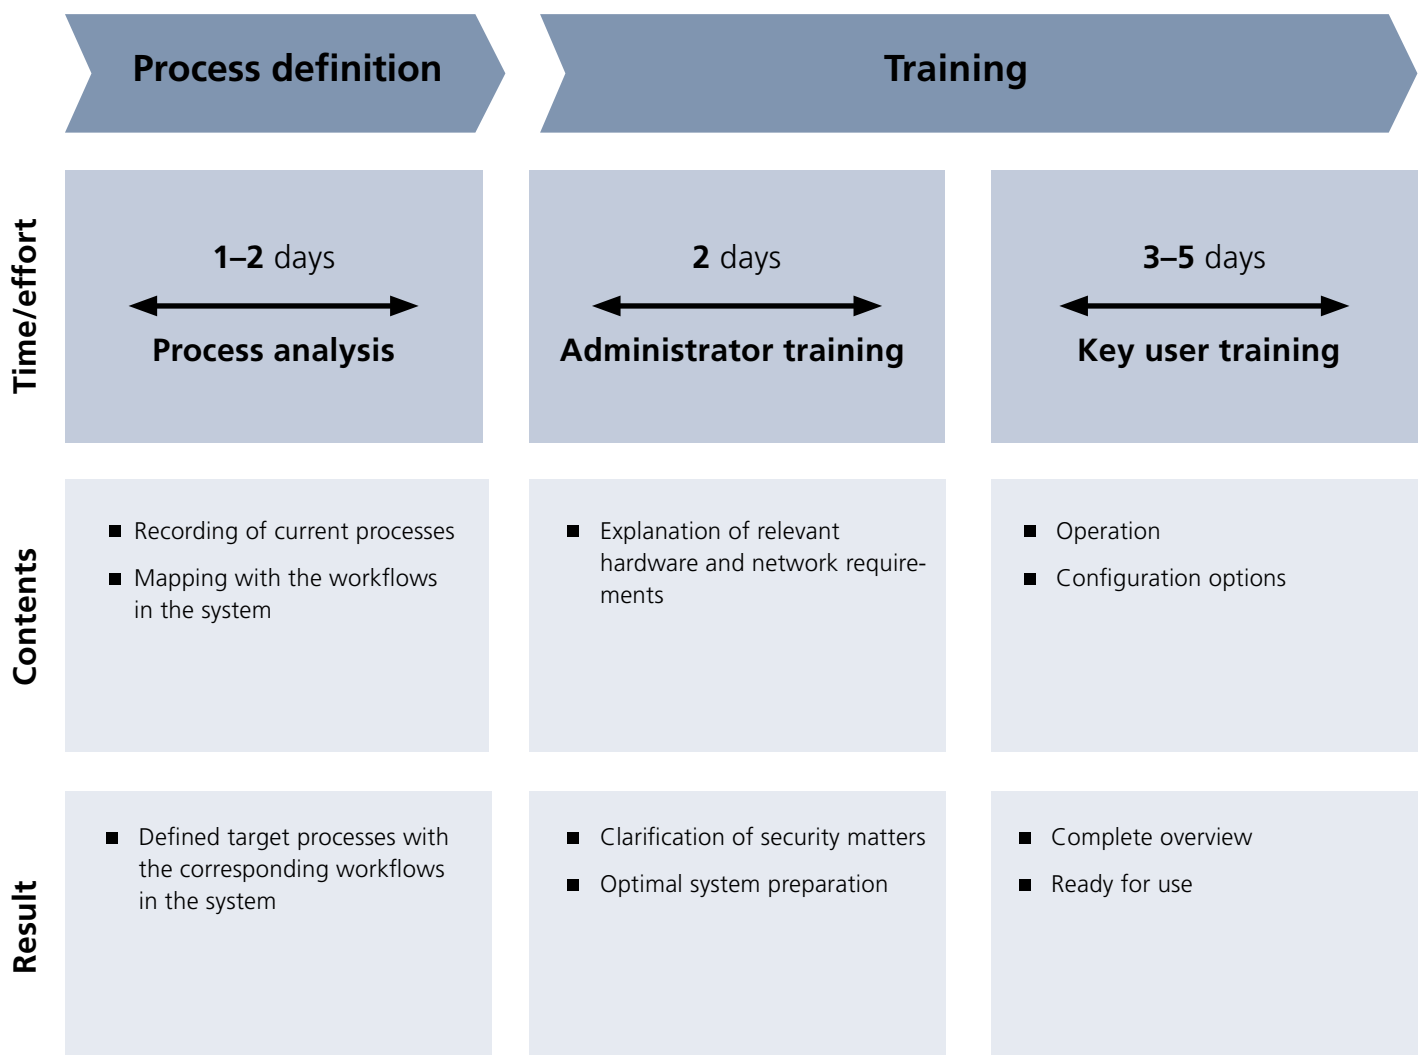 Process definition
Training
Time/effort
1–2 days
Process analysis
2 days
Administrator training
3–5 days
Key user training
Contents
Recording of current processes
Mapping with the workflows
in the system
Explanation of relevant
hardware and network require-
ments
Operation
Configuration options
Result
Defined target processes with
the corresponding workflows
in the system
Clarification of security matters
Optimal system preparation
Complete overview
Ready for use